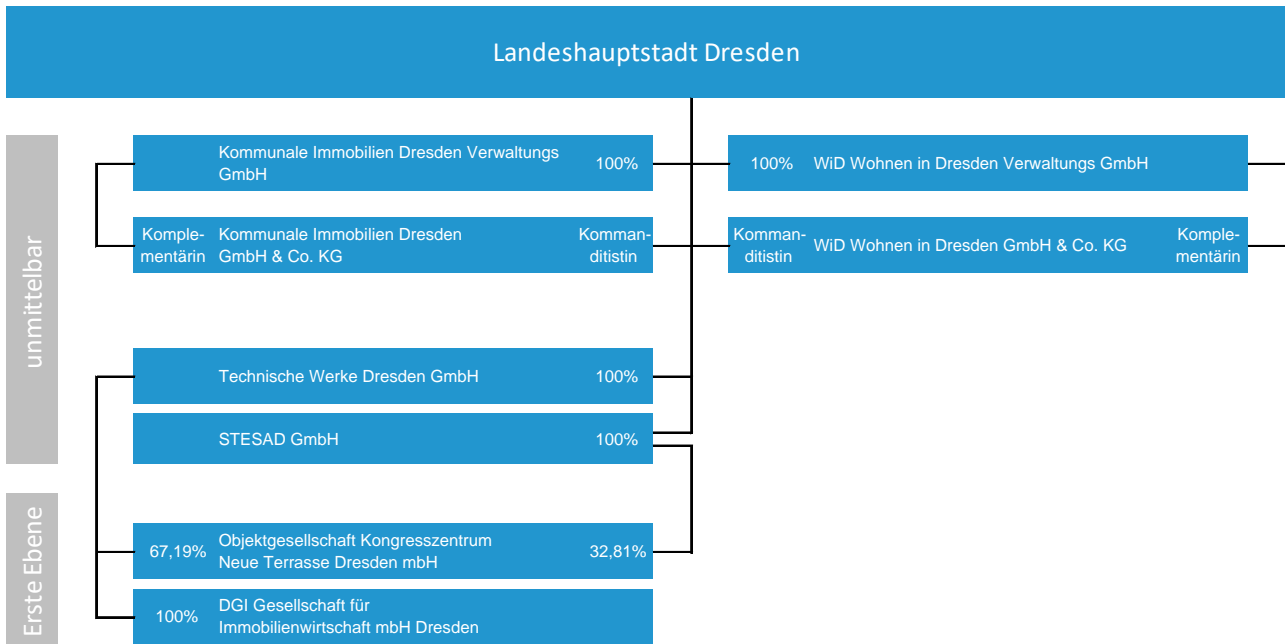 Landeshauptstadt Dresden
unmittelbar
Kommunale Immobilien Dresden Verwaltungs
GmbH
100%
100%
WiD Wohnen in Dresden Verwaltungs GmbH
Komple-
mentärin
Kommunale Immobilien Dresden
GmbH & Co. KG
Komman-
ditistin
Komman-
ditistin
WiD Wohnen in Dresden GmbH & Co. KG
Komple-
mentärin
Technische Werke Dresden GmbH
100%
STESAD GmbH
100%
Erste Ebene
67,19%
Objektgesellschaft Kongresszentrum
Neue Terrasse Dresden mbH
32,81%
100%
DGI Gesellschaft für
Immobilienwirtschaft mbH Dresden